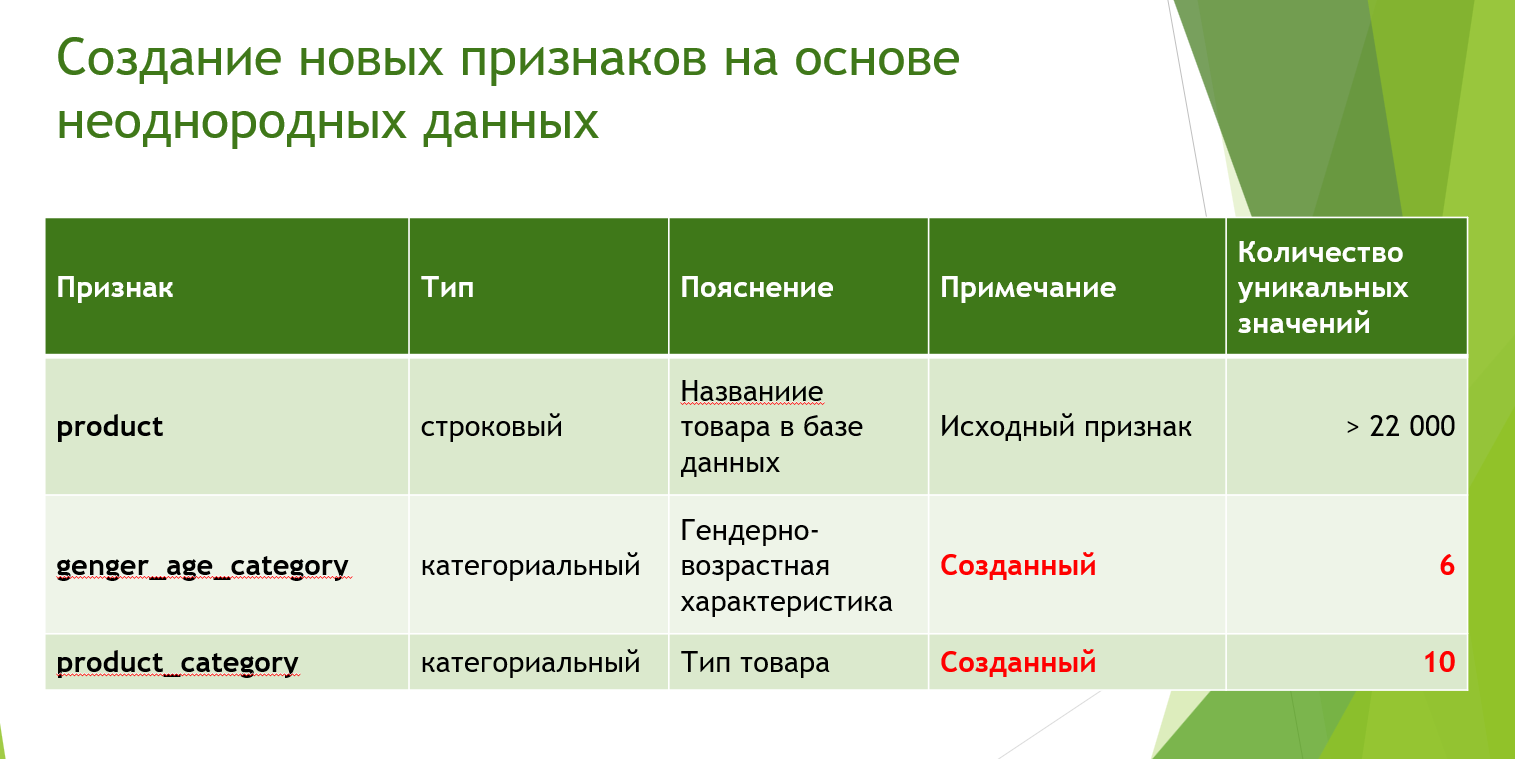 Создание новых признаков на основе
неоднородных данных
Признак
Тип
Пояснение
Примечание
Количество
уникальных
значений
product
строковый
Названиие
товара в базе
данных
Исходный признак
> 22 000
genger_age_category
категориальный
Гендерно-
возрастная
характеристика
Созданный
6
product_category
категориальный
Тип товара
Созданный
10